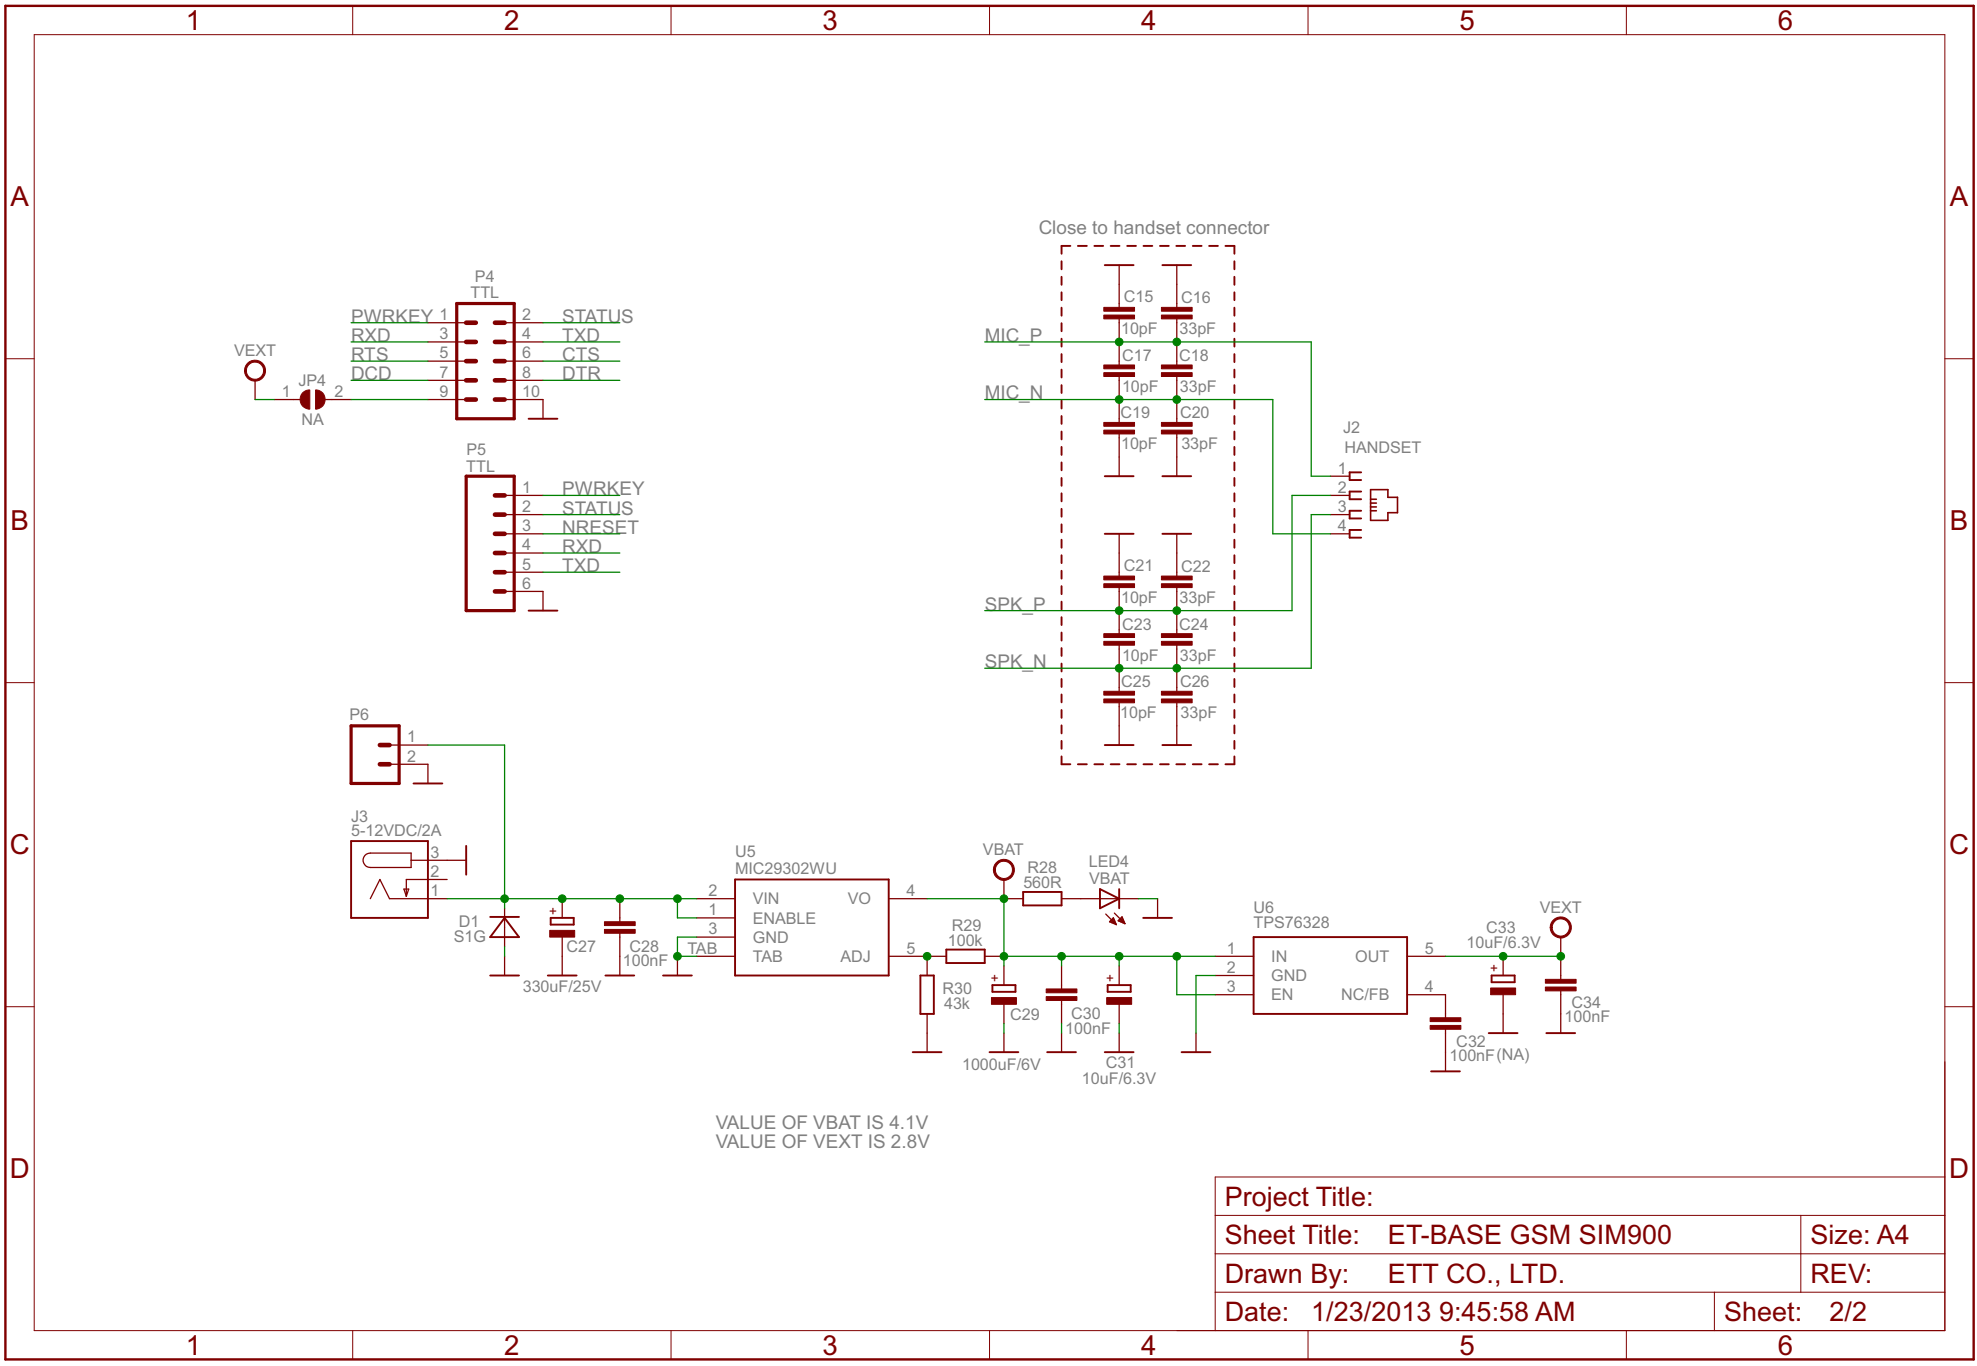 1 2 3 4 5 6
A A
Close to handset connector
P4
TTL
PWRKEY 1 2 STATUS
RXD 3 4 TXD
RTS 5 6 CTS
DCD 7 8 DTR
9 10
VEXT
1 JP4 2
NA
C15 C16
10pF 33pF
MIC_P
C17 C18
10pF 33pF
MIC_N
C19 C20
10pF 33pF
J2
HANDSET
1
2
3
4
P5
TTL
1 PWRKEY
2 STATUS
3 NRESET
4 RXD
5 TXD
6
B B
C21 C22
10pF 33pF
SPK_P
C23 C24
10pF 33pF
SPK_N
C25 C26
10pF 33pF
P6
1
2
J3
5-12VDC/2A
3
2
1
C C
D1
S1G
+
C27
330uF/25V
C28
100nF
U5
MIC29302WU
2 VIN VO 4
1 ENABLE
3 GND
TAB TAB ADJ 5
VBAT
R28
560R
LED4
VBAT
R29
100k
R30
43k
+
C29
1000uF/6V
C30
100nF
+
C31
10uF/6.3V
U6
TPS76328
1 IN OUT 5
2 GND
3 EN NC/FB 4
C33
10uF/6.3V
+
VEXT
C34
100nF
C32
100nF(NA)
VALUE OF VBAT IS 4.1V
VALUE OF VEXT IS 2.8V
D D
Project Title:
Sheet Title: ET-BASE GSM SIM900 Size: A4
Drawn By: ETT CO., LTD. REV:
Date: 1/23/2013 9:45:58 AM Sheet: 2/2
1 2 3 4 5 6